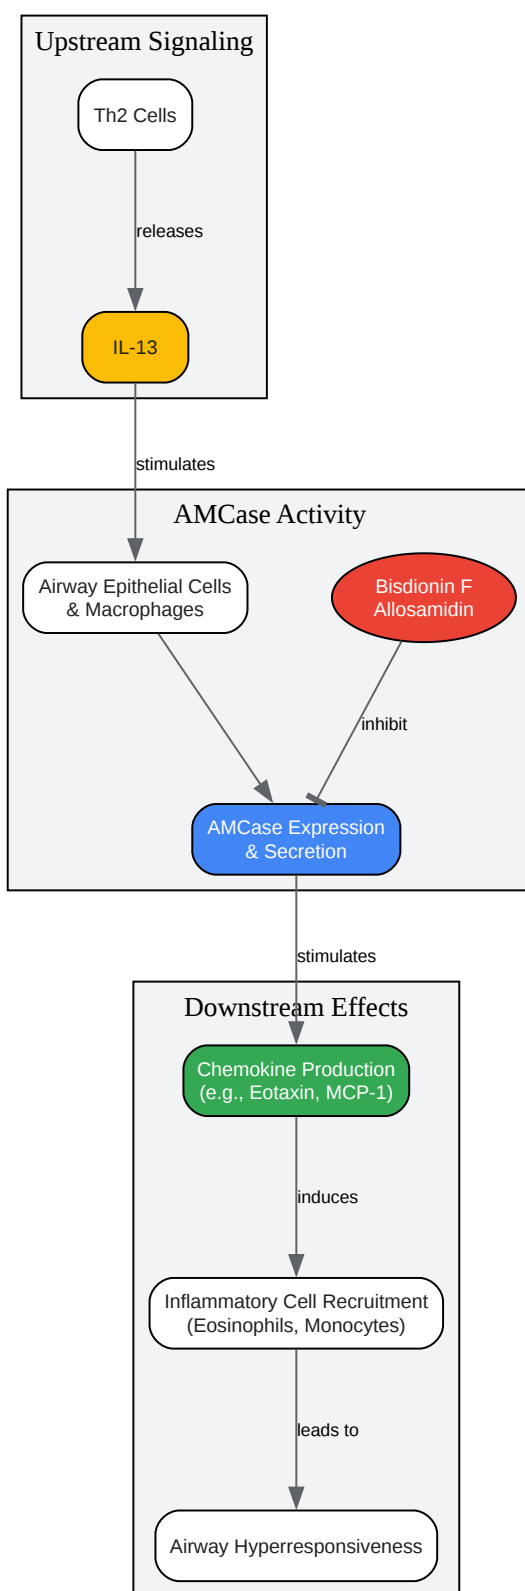 Upstream Signaling
Th2 Cells
releases
IL-13
stimulates
AMCase Activity
Airway Epithelial Cells
& Macrophages
Bisdionin F
Allosamidin
inhibit
AMCase Expression
& Secretion
stimulates
Downstream Effects
Chemokine Production
(e.g., Eotaxin, MCP-1)
induces
Inflammatory Cell Recruitment
(Eosinophils, Monocytes)
leads to
Airway Hyperresponsiveness